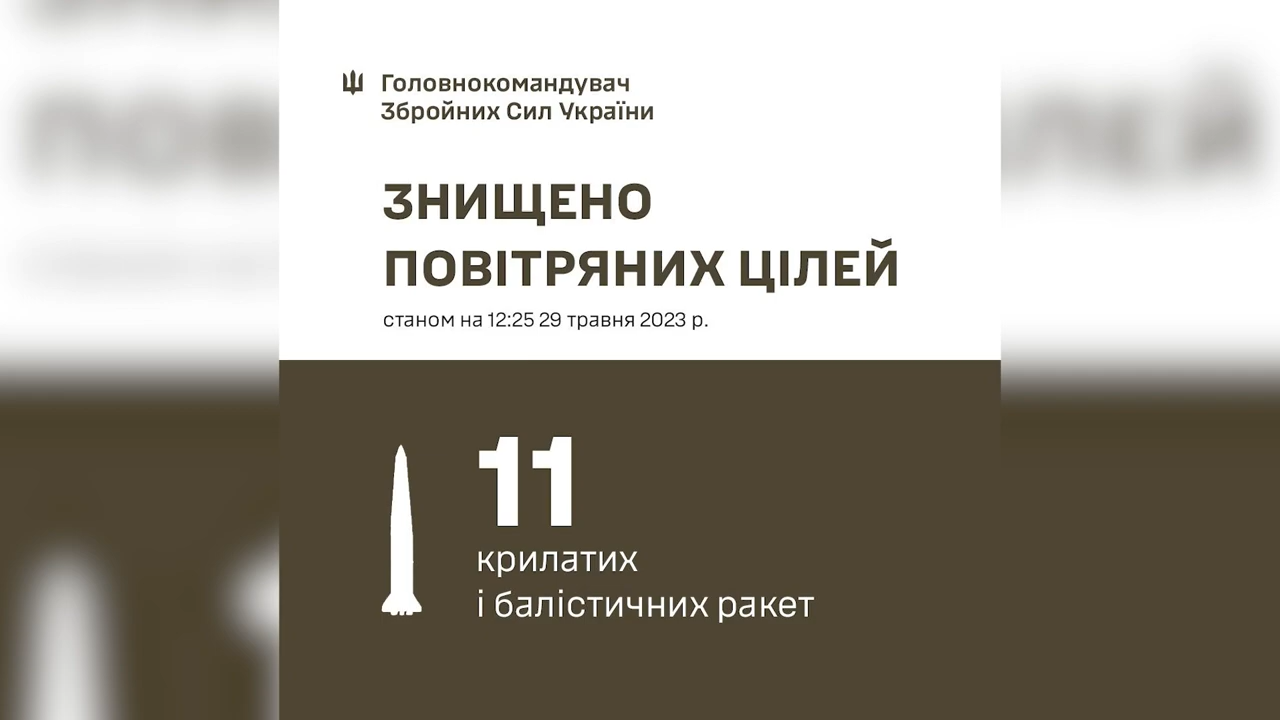 Головнокомандувач
Збройних Сил України
ЗНИЩЕНО
ПОВІТРЯНИХ ЦІЛЕЙ
станом на 12:25 29 травня 2023 р.
11
крилатих
і балістичних ракет